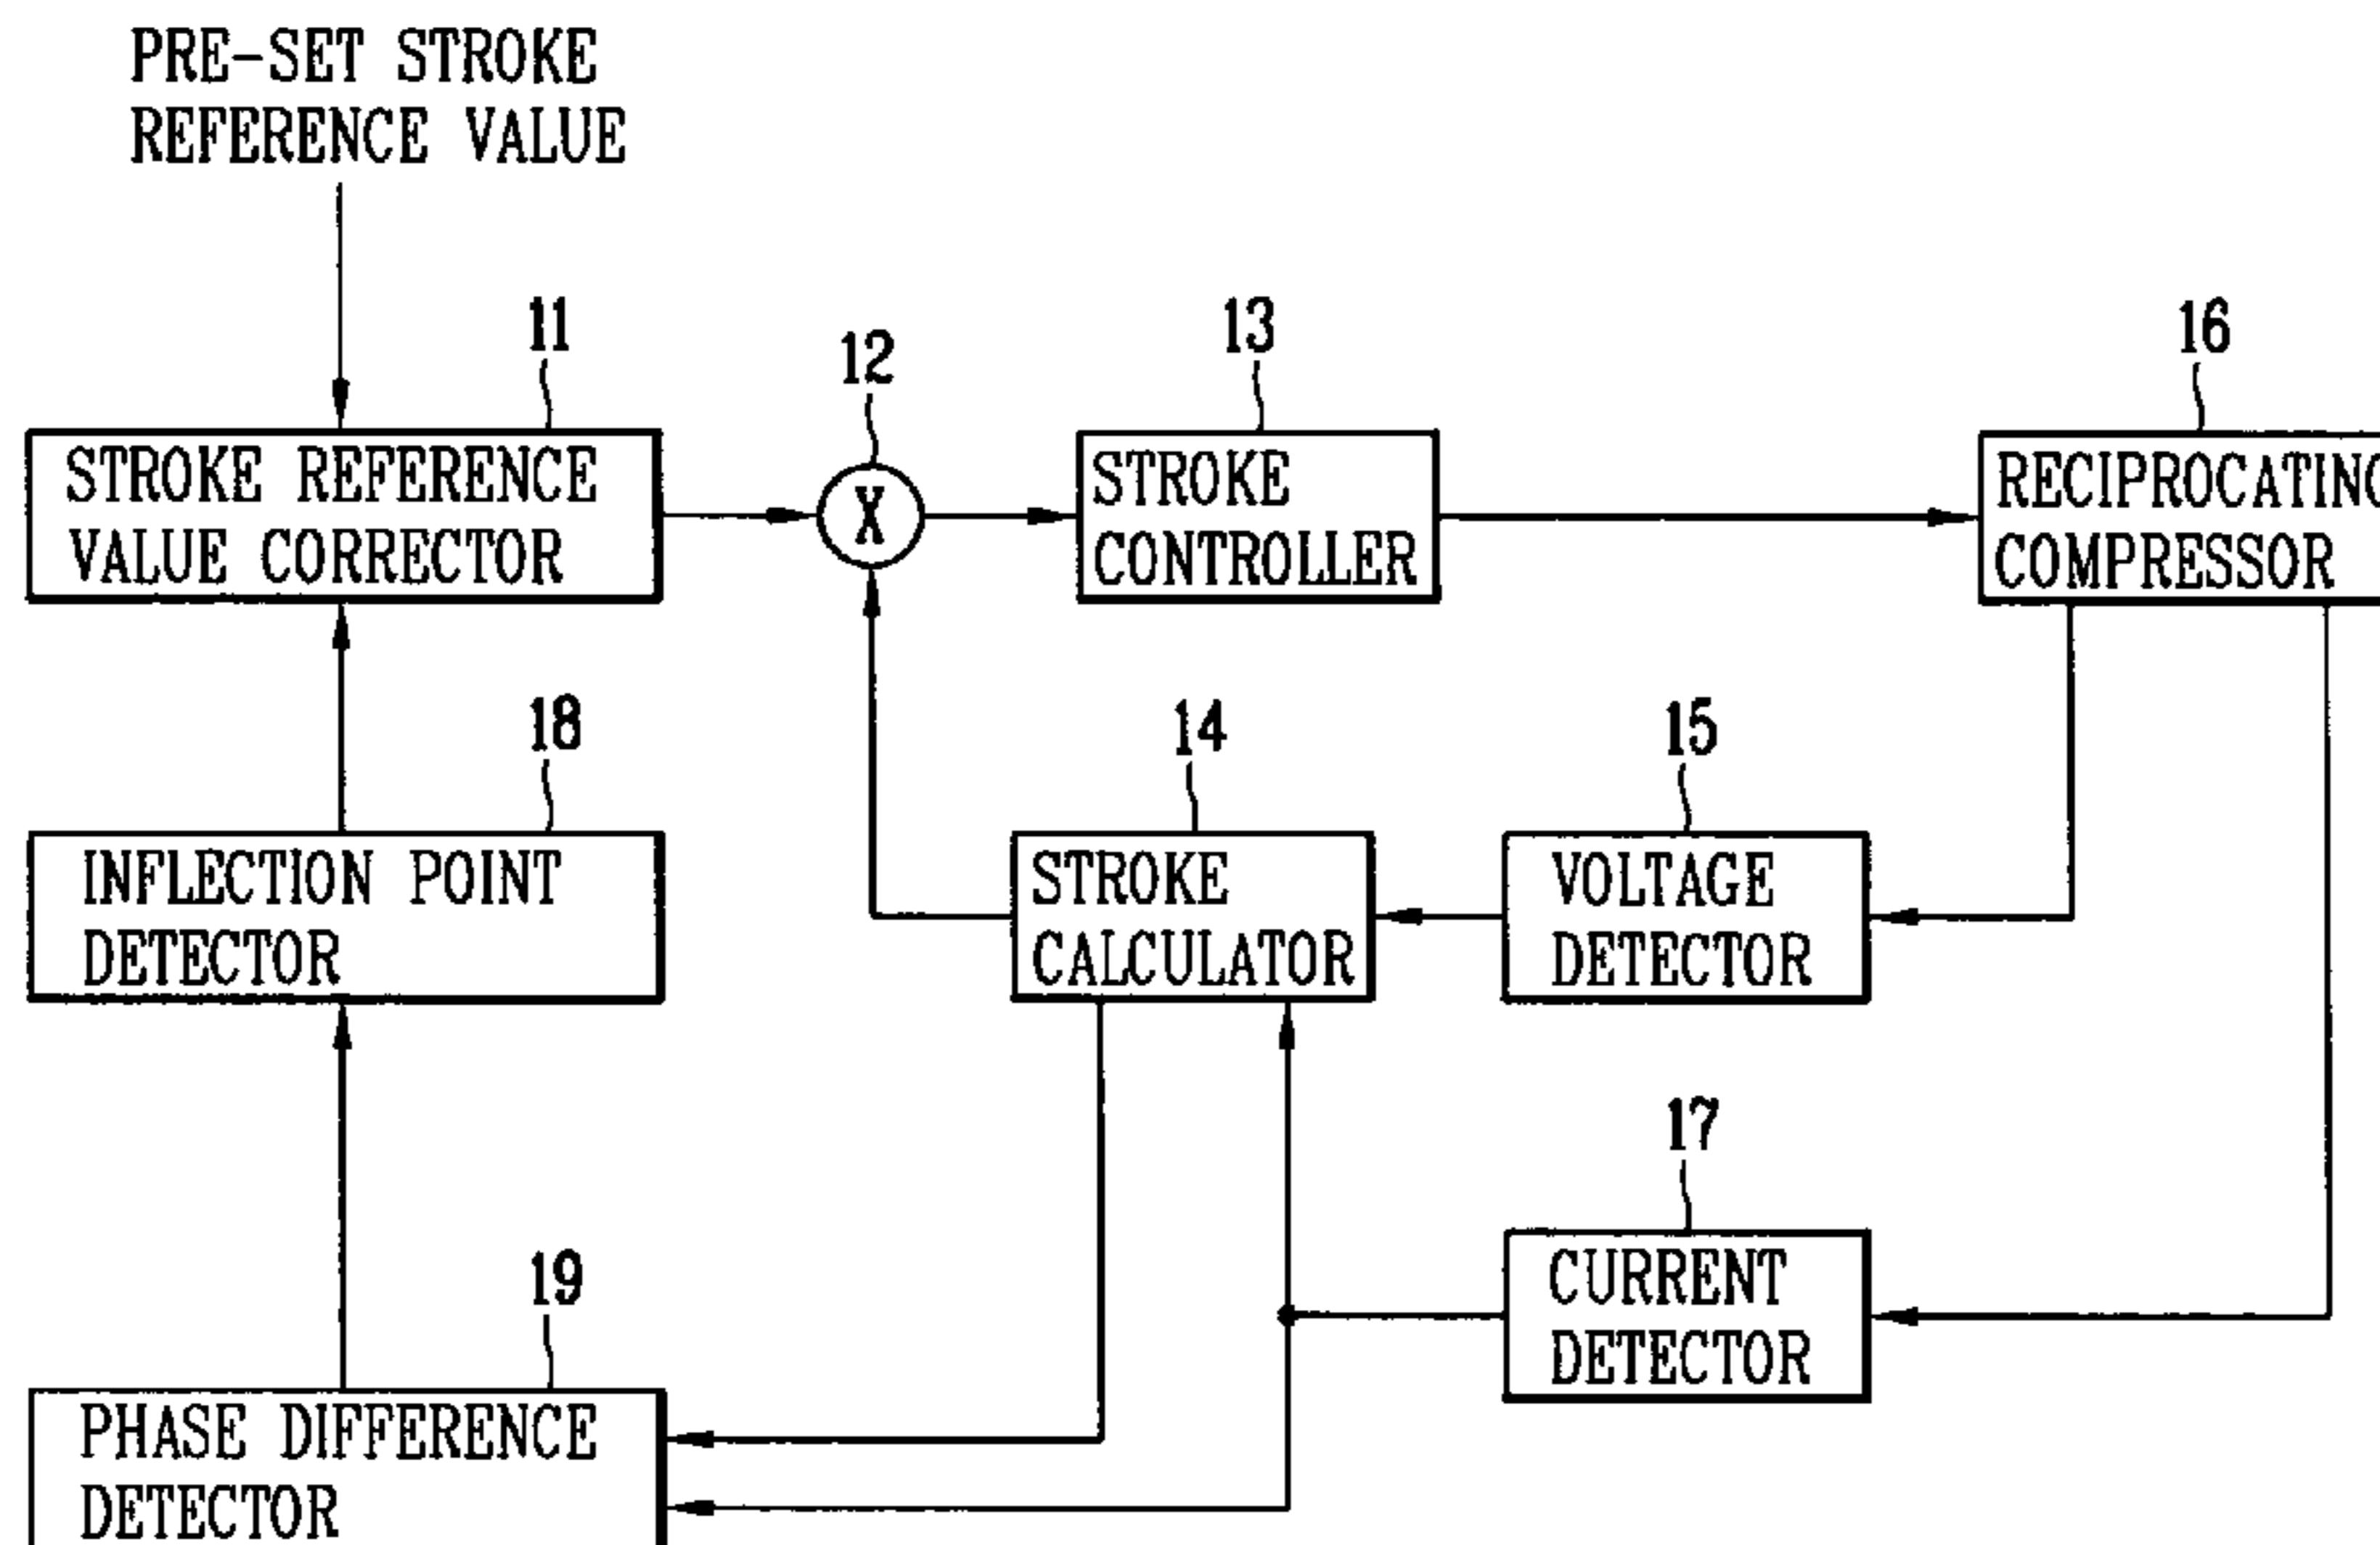 PRE-SET STROKE
REFERENCE VALUE
11
12
13
16
STROKE REFERENCE
VALUE CORRECTOR
X
STROKE
CONTROLLER
RECIPROCATING
COMPRESSOR
18
14
15
INFLECTION POINT
DETECTOR
STROKE
CALCULATOR
VOLTAGE
DETECTOR
17
19
CURRENT
DETECTOR
PHASE DIFFERENCE
DETECTOR